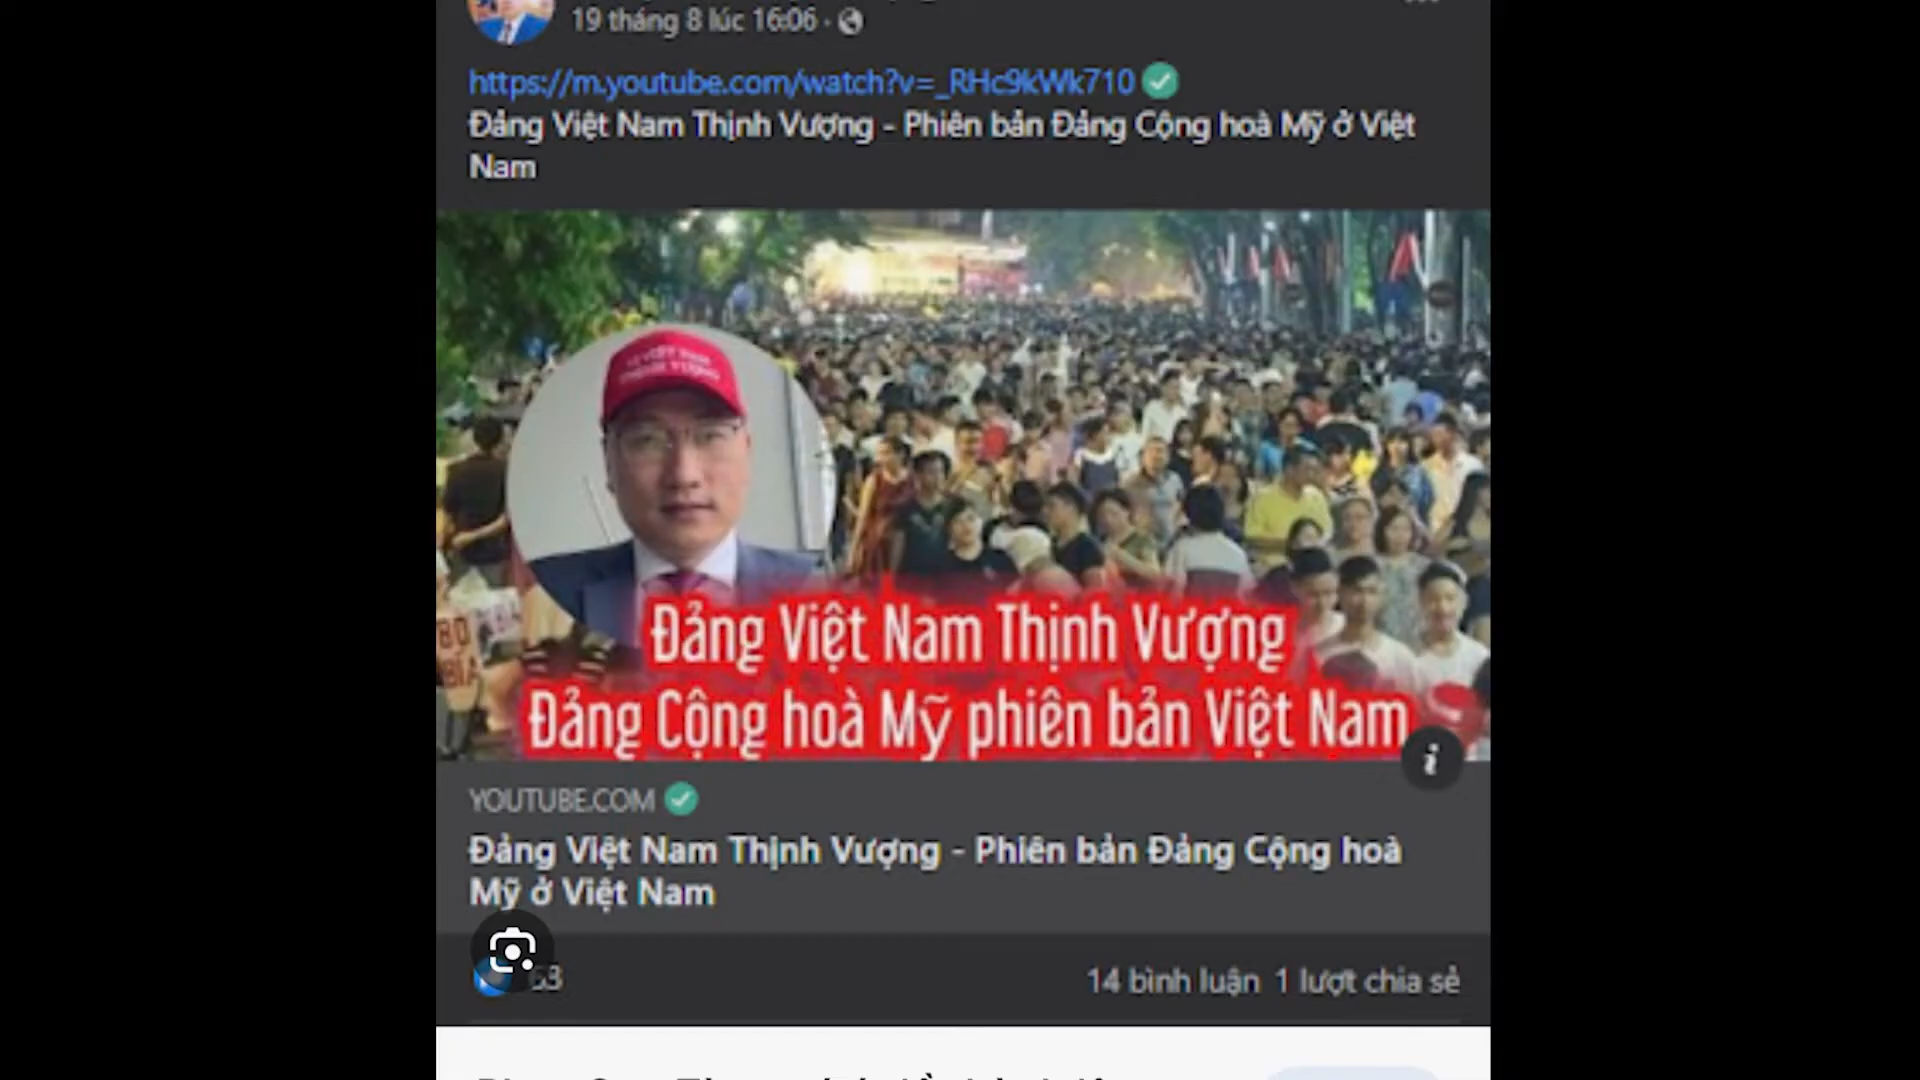 19 tháng 8 lúc 16:06 ·
https://m.youtube.com/watch?v=_RHc9kWk710
Đảng Việt Nam Thịnh Vượng - Phiên bản Đảng Cộng hoà Mỹ ở Việt
Nam
THỊNH VƯỢNG
Đảng Việt Nam Thịnh Vượng
Đảng Cộng hoà Mỹ phiên bản Việt Nam
YOUTUBE.COM
Đảng Việt Nam Thịnh Vượng - Phiên bản Đảng Cộng hoà
Mỹ ở Việt Nam
14 bình luận 1 lượt chia sẻ